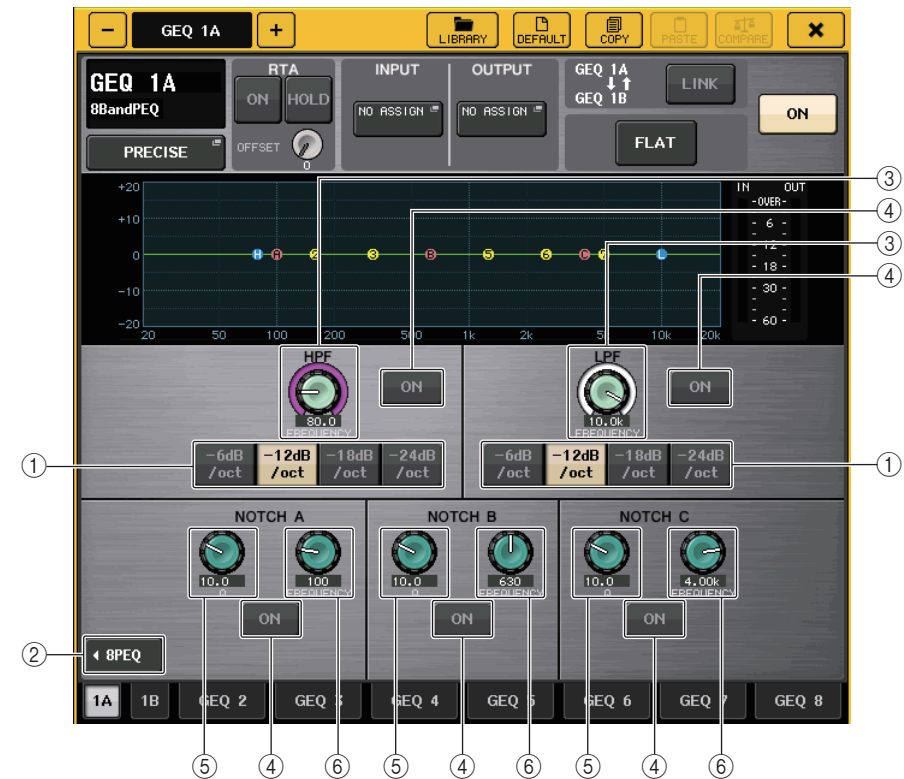 GEQ 1A
LIBRARY
DEFAULT
COPY
PASTE
COMPARE
GEQ 1A
8BandPEQ
PRECISE
RTA
ON
HOLD
OFFSET
0
INPUT
NO ASSIGN
OUTPUT
NO ASSIGN
GEQ 1A
GEQ 1B
LINK
FLAT
ON
+20
+10
0
-10
-20
20 50 100 200 500 1k 2k 5k 10k 20k
H A 2 3 B 5 6 C 7 L
IN OUT
-OVER-
- 6 -
- 12 -
- 18 -
- 30 -
- 60 -
③
④
③
④
HPF
80.0
FREQUENCY
ON
LPF
10.0k
FREQUENCY
ON
①
-6dB /oct
-12dB /oct
-18dB /oct
-24dB /oct
-6dB /oct
-12dB /oct
-18dB /oct
-24dB /oct
①
NOTCH A
10.0
Q
100
FREQUENCY
ON
NOTCH B
10.0
Q
630
FREQUENCY
ON
NOTCH C
10.0
Q
4.00k
FREQUENCY
ON
②
8PEQ
1A
1B
GEQ 2
GEQ 3
GEQ 4
GEQ 5
GEQ 6
GEQ 7
GEQ 8
⑤ ④ ⑥ ⑤ ④ ⑥ ⑤ ④ ⑥